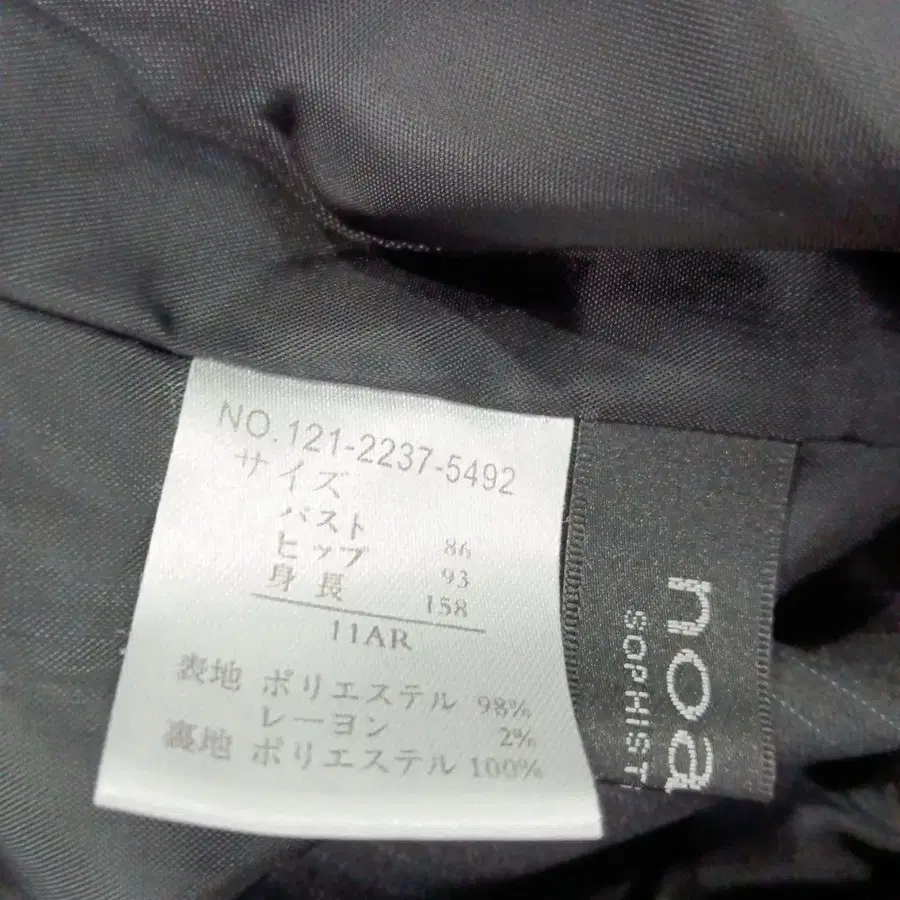 NO.121-2237-5492
サイズ
バスト 86
ヒップ 93
身長 158
11AR
表地 ポリエステル 98%
レーヨン 2%
裏地 ポリエステル 100%
noa
SOPHIST